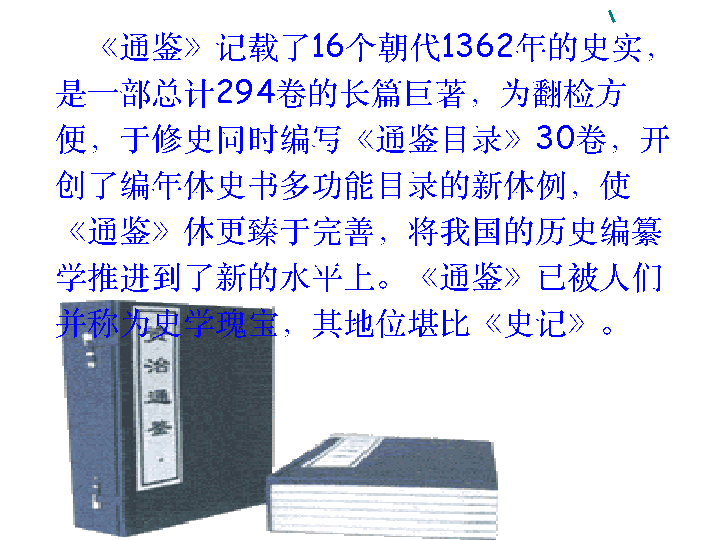 《通鉴》记载了16个朝代1362年的史实，
是一部总计294卷的长篇巨著，为翻检方
便，于修史同时编写《通鉴目录》30卷，开
创了编年体史书多功能目录的新体例，使
《通鉴》体更臻于完善，将我国的历史编纂
学推进到了新的水平上。《通鉴》已被人们
并称为史学瑰宝，其地位堪比《史记》。
资治通鉴